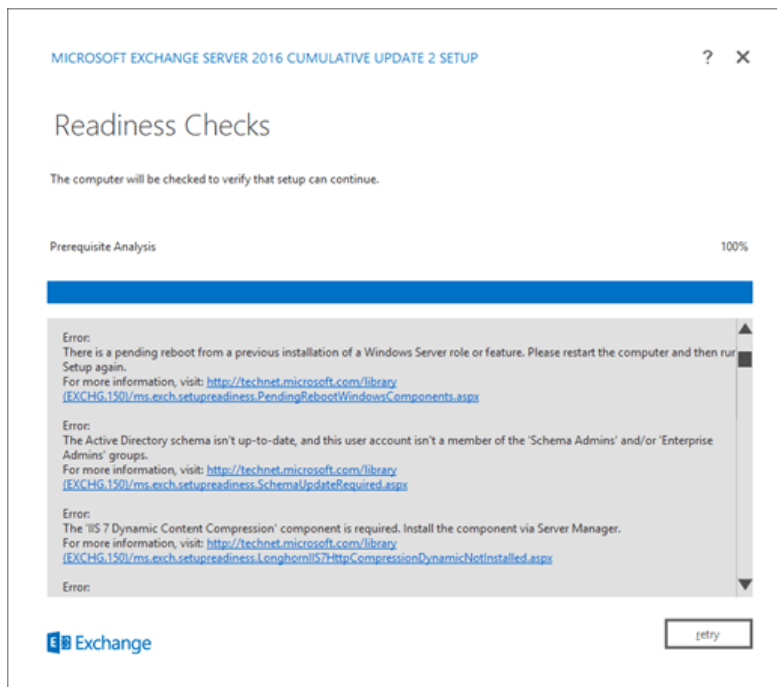 MICROSOFT EXCHANGE SERVER 2016 CUMULATIVE UPDATE 2 SETUP
? ✕
Readiness Checks
The computer will be checked to verify that setup can continue.
Prerequisite Analysis 100%
Error:
There is a pending reboot from a previous installation of a Windows Server role or feature. Please restart the computer and then run
Setup again.
For more information, visit: http://technet.microsoft.com/library
(EXCHG.150)/ms.exch.setupreadiness.PendingRebootWindowsComponents.aspx
Error:
The Active Directory schema isn't up-to-date, and this user account isn't a member of the 'Schema Admins' and/or 'Enterprise
Admins' groups.
For more information, visit: http://technet.microsoft.com/library
(EXCHG.150)/ms.exch.setupreadiness.SchemaUpdateRequired.aspx
Error:
The 'IIS 7 Dynamic Content Compression' component is required. Install the component via Server Manager.
For more information, visit: http://technet.microsoft.com/library
(EXCHG.150)/ms.exch.setupreadiness.LonghornIIS7HttpCompressionDynamicNotInstalled.aspx
Error:
E Exchange
retry